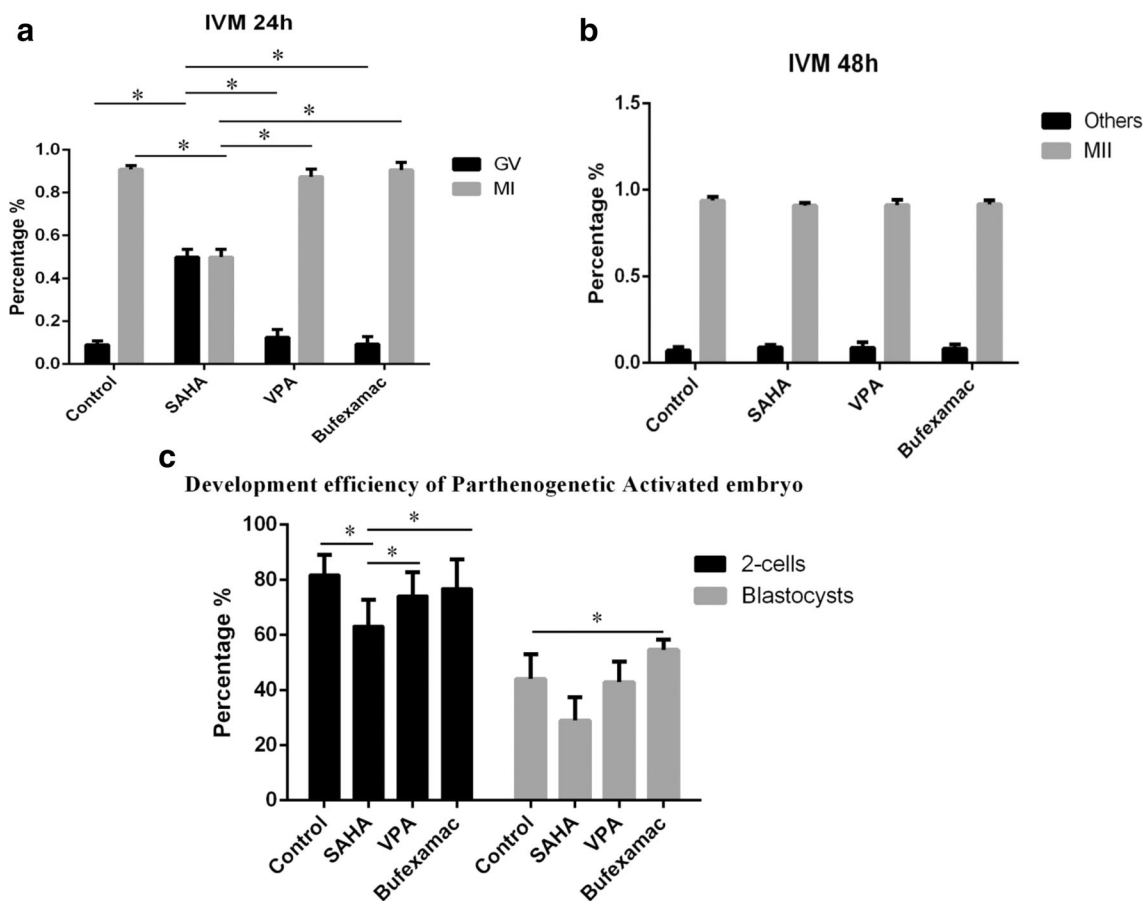 a
IVM 24h
*
*
*
*
*
*
Percentage %
1.0
0.8
0.6
0.4
0.2
0.0
Control
SAHA
VPA
Bufexamac
GV
MI
b
IVM 48h
Percentage %
1.5
1.0
0.5
0.0
Control
SAHA
VPA
Bufexamac
Others
MII
c
Development efficiency of Parthenogenetic Activated embryo
Percentage %
100
80
60
40
20
0
*
*
*
*
Control
SAHA
VPA
Bufexamac
Control
SAHA
VPA
Bufexamac
2-cells
Blastocysts